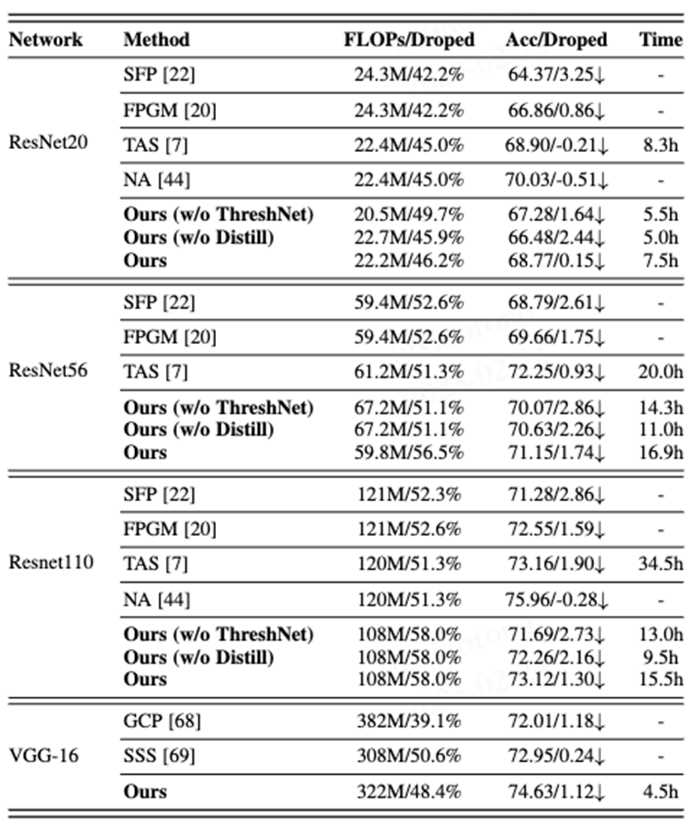 Network Method FLOPs/Droped Acc/Droped Time
SFP [22] 24.3M/42.2% 64.37/3.25↓ -
FPGM [20] 24.3M/42.2% 66.86/0.86↓ -
ResNet20 TAS [7] 22.4M/45.0% 68.90/-0.21↓ 8.3h
NA [44] 22.4M/45.0% 70.03/-0.51↓ -
Ours (w/o ThreshNet) 20.5M/49.7% 67.28/1.64↓ 5.5h
Ours (w/o Distill) 22.7M/45.9% 66.48/2.44↓ 5.0h
Ours 22.2M/46.2% 68.77/0.15↓ 7.5h
SFP [22] 59.4M/52.6% 68.79/2.61↓ -
FPGM [20] 59.4M/52.6% 69.66/1.75↓ -
ResNet56 TAS [7] 61.2M/51.3% 72.25/0.93↓ 20.0h
Ours (w/o ThreshNet) 67.2M/51.1% 70.07/2.86↓ 14.3h
Ours (w/o Distill) 67.2M/51.1% 70.63/2.26↓ 11.0h
Ours 59.8M/56.5% 71.15/1.74↓ 16.9h
SFP [22] 121M/52.3% 71.28/2.86↓ -
FPGM [20] 121M/52.6% 72.55/1.59↓ -
Resnet110 TAS [7] 120M/51.3% 73.16/1.90↓ 34.5h
NA [44] 120M/51.3% 75.96/-0.28↓ -
Ours (w/o ThreshNet) 108M/58.0% 71.69/2.73↓ 13.0h
Ours (w/o Distill) 108M/58.0% 72.26/2.16↓ 9.5h
Ours 108M/58.0% 73.12/1.30↓ 15.5h
GCP [68] 382M/39.1% 72.01/1.18↓ -
VGG-16 SSS [69] 308M/50.6% 72.95/0.24↓ -
Ours 322M/48.4% 74.63/1.12↓ 4.5h